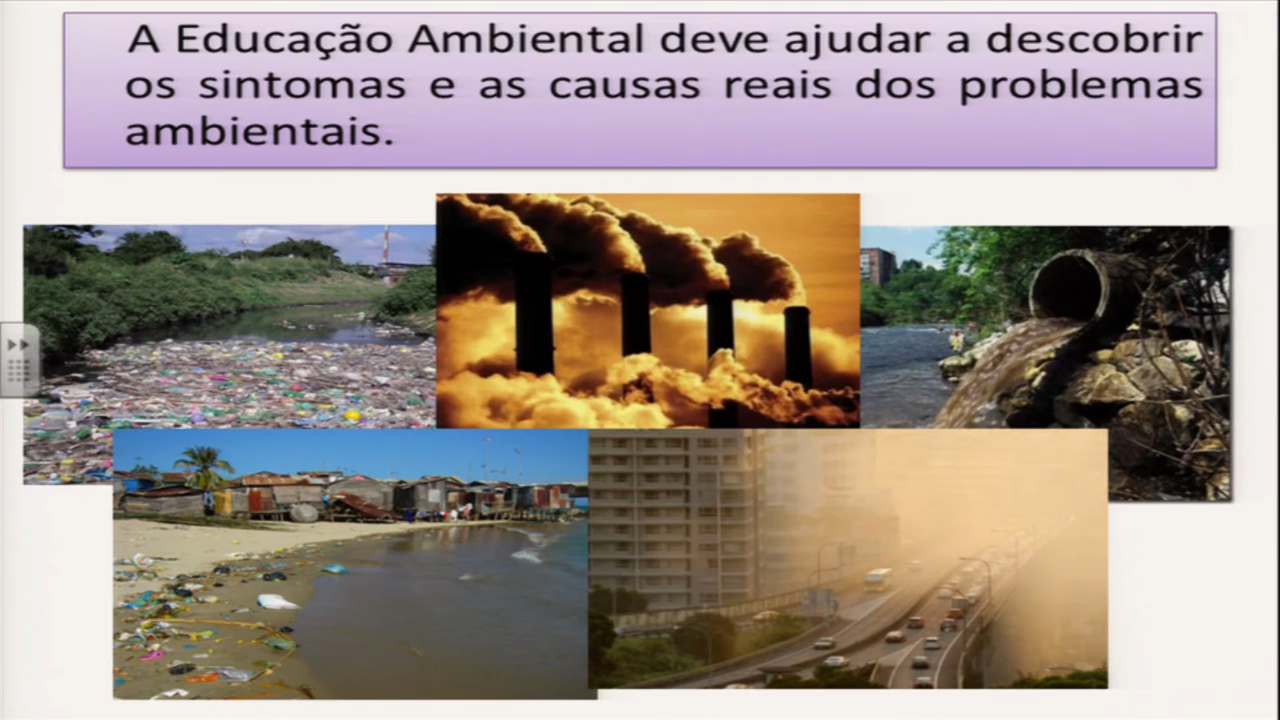 A Educação Ambiental deve ajudar a descobrir
os sintomas e as causas reais dos problemas
ambientais.